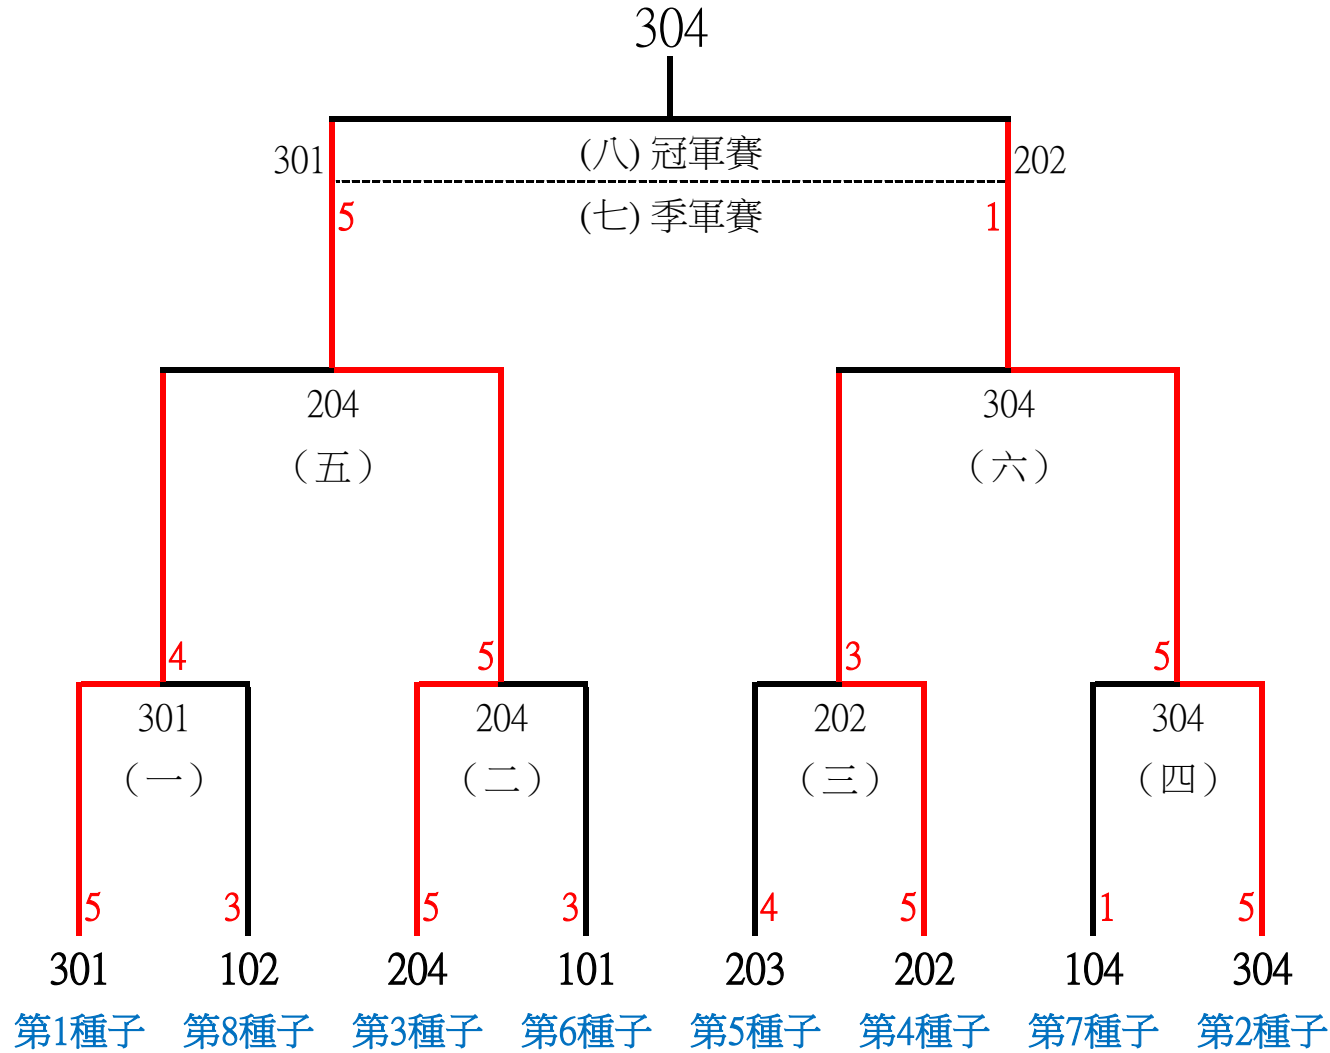 304
301
(八) 冠軍賽
202
5
(七) 季軍賽
1
204
304
（五）
（六）
4
5
3
5
301
204
202
304
（一）
（二）
（三）
（四）
5
3
5
3
4
5
1
5
301
102
204
101
203
202
104
304
第1種子
第8種子
第3種子
第6種子
第5種子
第4種子
第7種子
第2種子